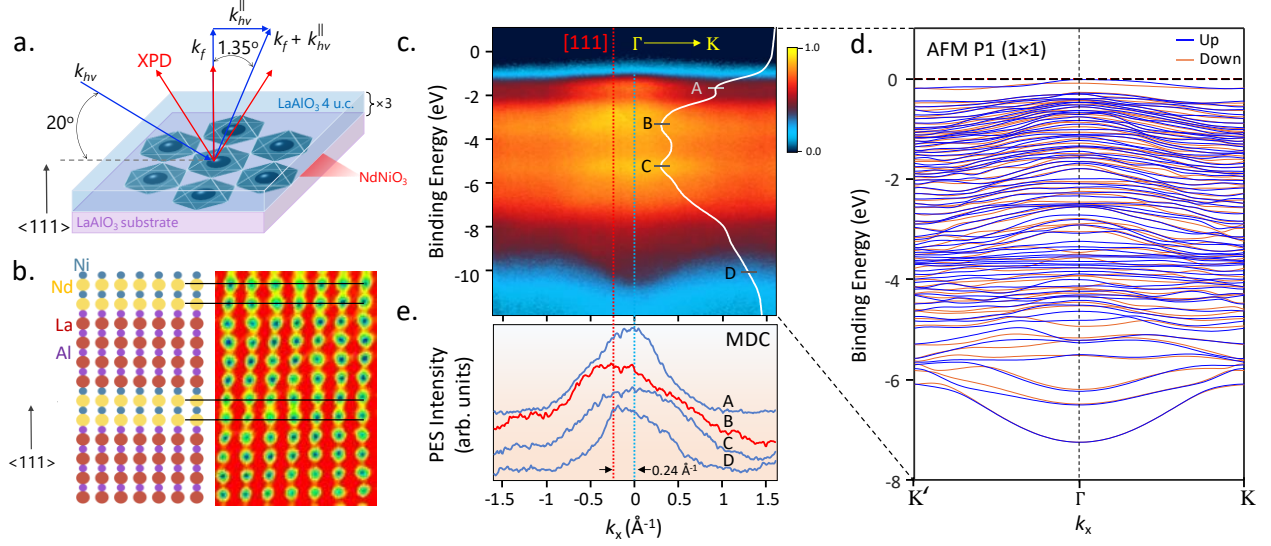 a.
k_hν^∥
k_f
1.35°
k_f + k_hν^∥
XPD
k_hν
20°
LaAlO3 4 u.c.
×3
NdNiO3
LaAlO3 substrate
<111>
b.
Ni
Nd
La
Al
<111>
c.
[111]
Γ
K
0
-2
-4
-6
-8
-10
Binding Energy (eV)
A
B
C
D
1.0
0.0
d.
AFM P1 (1×1)
Up
Down
0
-2
-4
-6
-8
Binding Energy (eV)
K′
Γ
K
k_x
e.
MDC
PES Intensity
(arb. units)
A
B
C
D
0.24 Å-1
-1.5
-1
-0.5
0
0.5
1
1.5
k_x (Å-1)